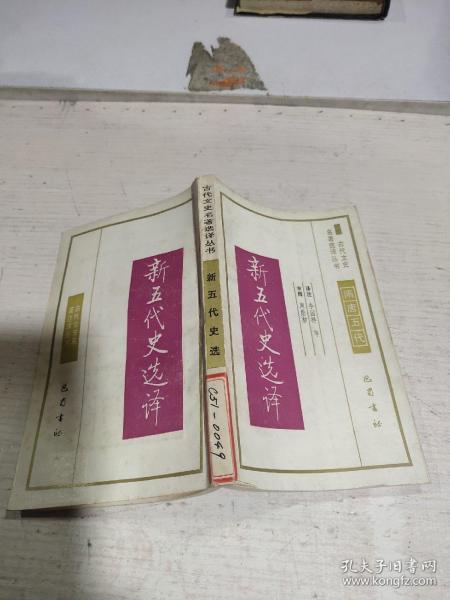 新五代史选译
巴蜀书社
古代文史名著选译丛书
新五代史选
C51-0049
古代文史
名著选译丛书
隋唐五代
新五代史选译
巴蜀书社
孔夫子旧书网
www.kongfz.com